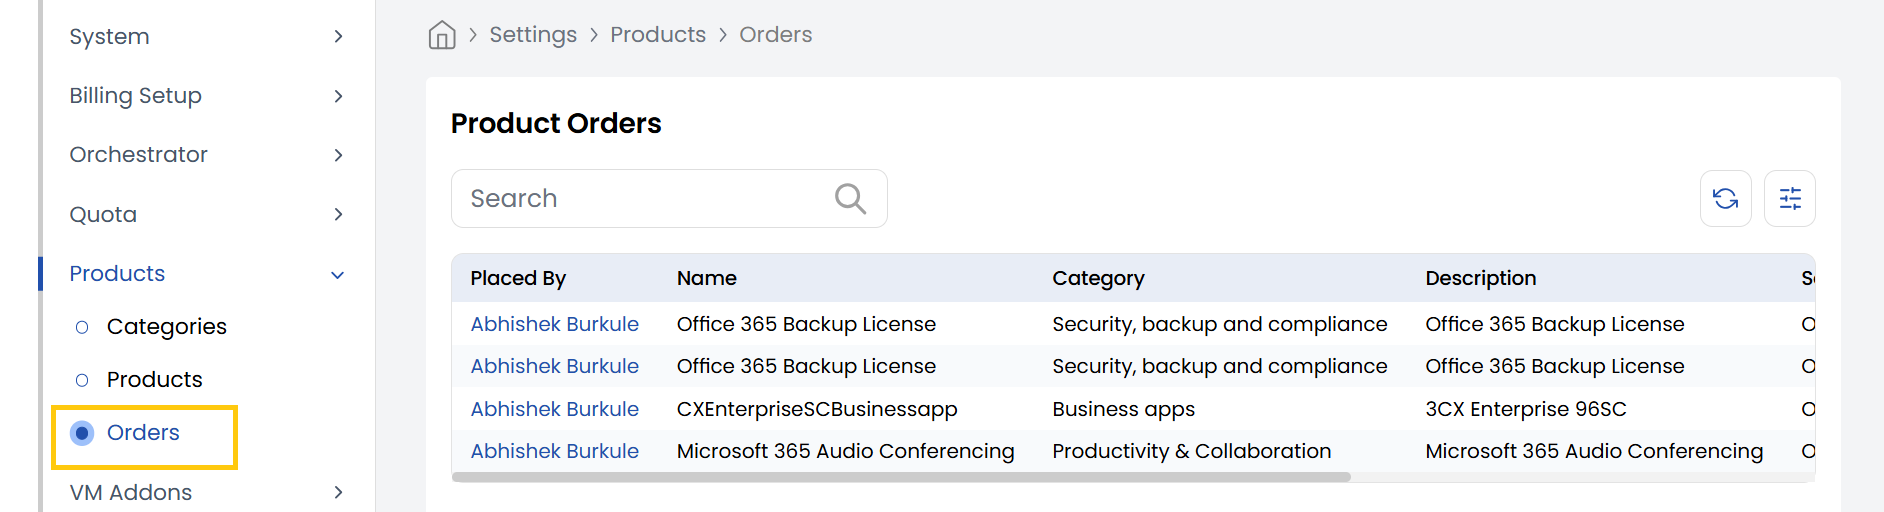 System
Billing Setup
Orchestrator
Quota
Products
Categories
Products
Orders
VM Addons
Settings > Products > Orders
Product Orders
Search
Placed By Name Category Description
Abhishek Burkule Office 365 Backup License Security, backup and compliance Office 365 Backup License
Abhishek Burkule Office 365 Backup License Security, backup and compliance Office 365 Backup License
Abhishek Burkule CXEnterpriseSCBusinessapp Business apps 3CX Enterprise 96SC
Abhishek Burkule Microsoft 365 Audio Conferencing Productivity & Collaboration Microsoft 365 Audio Conferencing